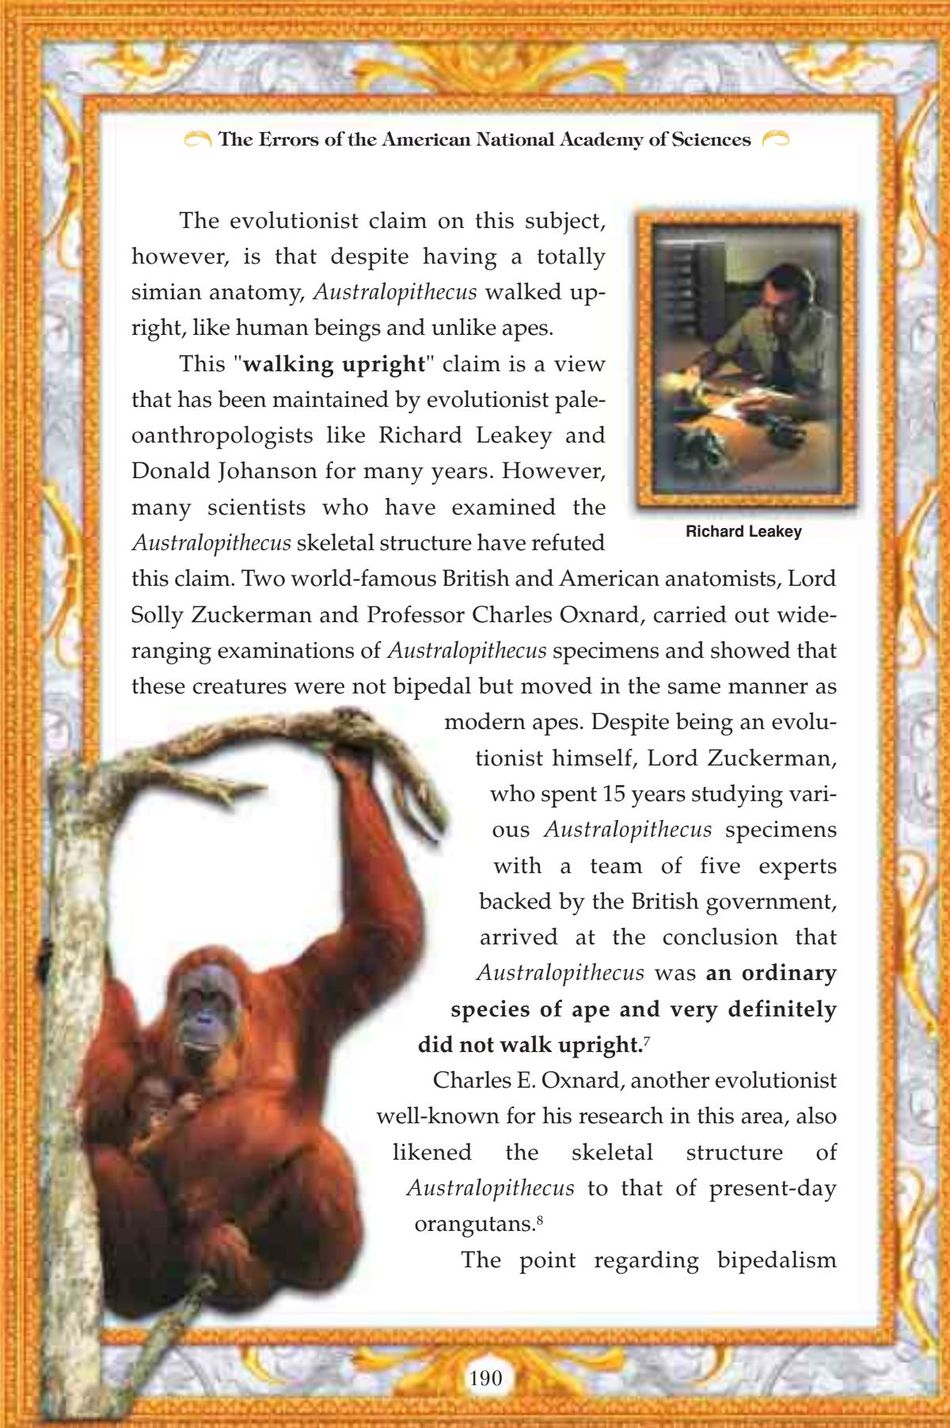 The Errors of the American National Academy of Sciences
The evolutionist claim on this subject,
however, is that despite having a totally
simian anatomy, Australopithecus walked up-
right, like human beings and unlike apes.
This "walking upright" claim is a view
that has been maintained by evolutionist pale-
oanthropologists like Richard Leakey and
Donald Johanson for many years. However,
many scientists who have examined the
Australopithecus skeletal structure have refuted
Richard Leakey
this claim. Two world-famous British and American anatomists, Lord
Solly Zuckerman and Professor Charles Oxnard, carried out wide-
ranging examinations of Australopithecus specimens and showed that
these creatures were not bipedal but moved in the same manner as
modern apes. Despite being an evolu-
tionist himself, Lord Zuckerman,
who spent 15 years studying vari-
ous Australopithecus specimens
with a team of five experts
backed by the British government,
arrived at the conclusion that
Australopithecus was an ordinary
species of ape and very definitely
did not walk upright.7
Charles E. Oxnard, another evolutionist
well-known for his research in this area, also
likened the skeletal structure of
Australopithecus to that of present-day
orangutans.8
The point regarding bipedalism
190